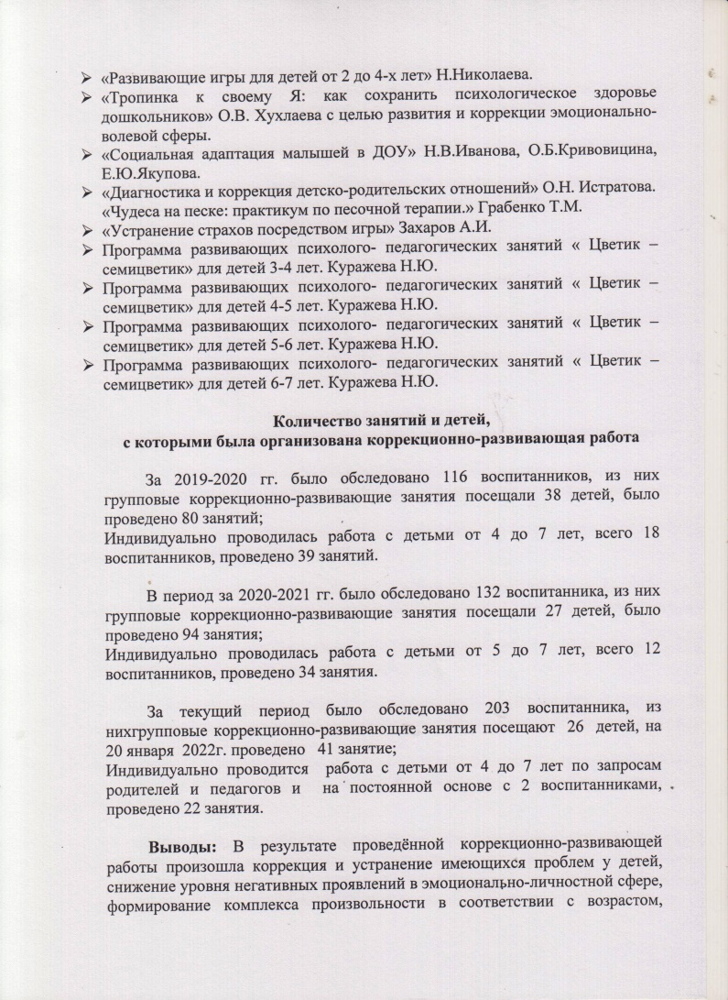 ➢ «Развивающие игры для детей от 2 до 4-х лет» Н.Николаева.
➢ «Тропинка к своему Я: как сохранить психологическое здоровье
дошкольников» О.В. Хухлаева с целью развития и коррекции эмоционально-
волевой сферы.
➢ «Социальная адаптация малышей в ДОУ» Н.В.Иванова, О.Б.Кривовицина,
Е.Ю.Якупова.
➢ «Диагностика и коррекция детско-родительских отношений» О.Н. Истратова.
«Чудеса на песке: практикум по песочной терапии.» Грабенко Т.М.
➢ «Устранение страхов посредством игры» Захаров А.И.
➢ Программа развивающих психолого- педагогических занятий « Цветик –
семицветик» для детей 3-4 лет. Куражева Н.Ю.
➢ Программа развивающих психолого- педагогических занятий « Цветик –
семицветик» для детей 4-5 лет. Куражева Н.Ю.
➢ Программа развивающих психолого- педагогических занятий « Цветик –
семицветик» для детей 5-6 лет. Куражева Н.Ю.
➢ Программа развивающих психолого- педагогических занятий « Цветик –
семицветик» для детей 6-7 лет. Куражева Н.Ю.
Количество занятий и детей,
с которыми была организована коррекционно-развивающая работа
За 2019-2020 гг. было обследовано 116 воспитанников, из них
групповые коррекционно-развивающие занятия посещали 38 детей, было
проведено 80 занятий;
Индивидуально проводилась работа с детьми от 4 до 7 лет, всего 18
воспитанников, проведено 39 занятий.
В период за 2020-2021 гг. было обследовано 132 воспитанника, из них
групповые коррекционно-развивающие занятия посещали 27 детей, было
проведено 94 занятия;
Индивидуально проводилась работа с детьми от 5 до 7 лет, всего 12
воспитанников, проведено 34 занятия.
За текущий период было обследовано 203 воспитанника, из
нихгрупповые коррекционно-развивающие занятия посещают 26 детей, на
20 января 2022г. проведено 41 занятие;
Индивидуально проводится работа с детьми от 4 до 7 лет по запросам
родителей и педагогов и на постоянной основе с 2 воспитанниками,
проведено 22 занятия.
Выводы: В результате проведённой коррекционно-развивающей
работы произошла коррекция и устранение имеющихся проблем у детей,
снижение уровня негативных проявлений в эмоционально-личностной сфере,
формирование комплекса произвольности в соответствии с возрастом,